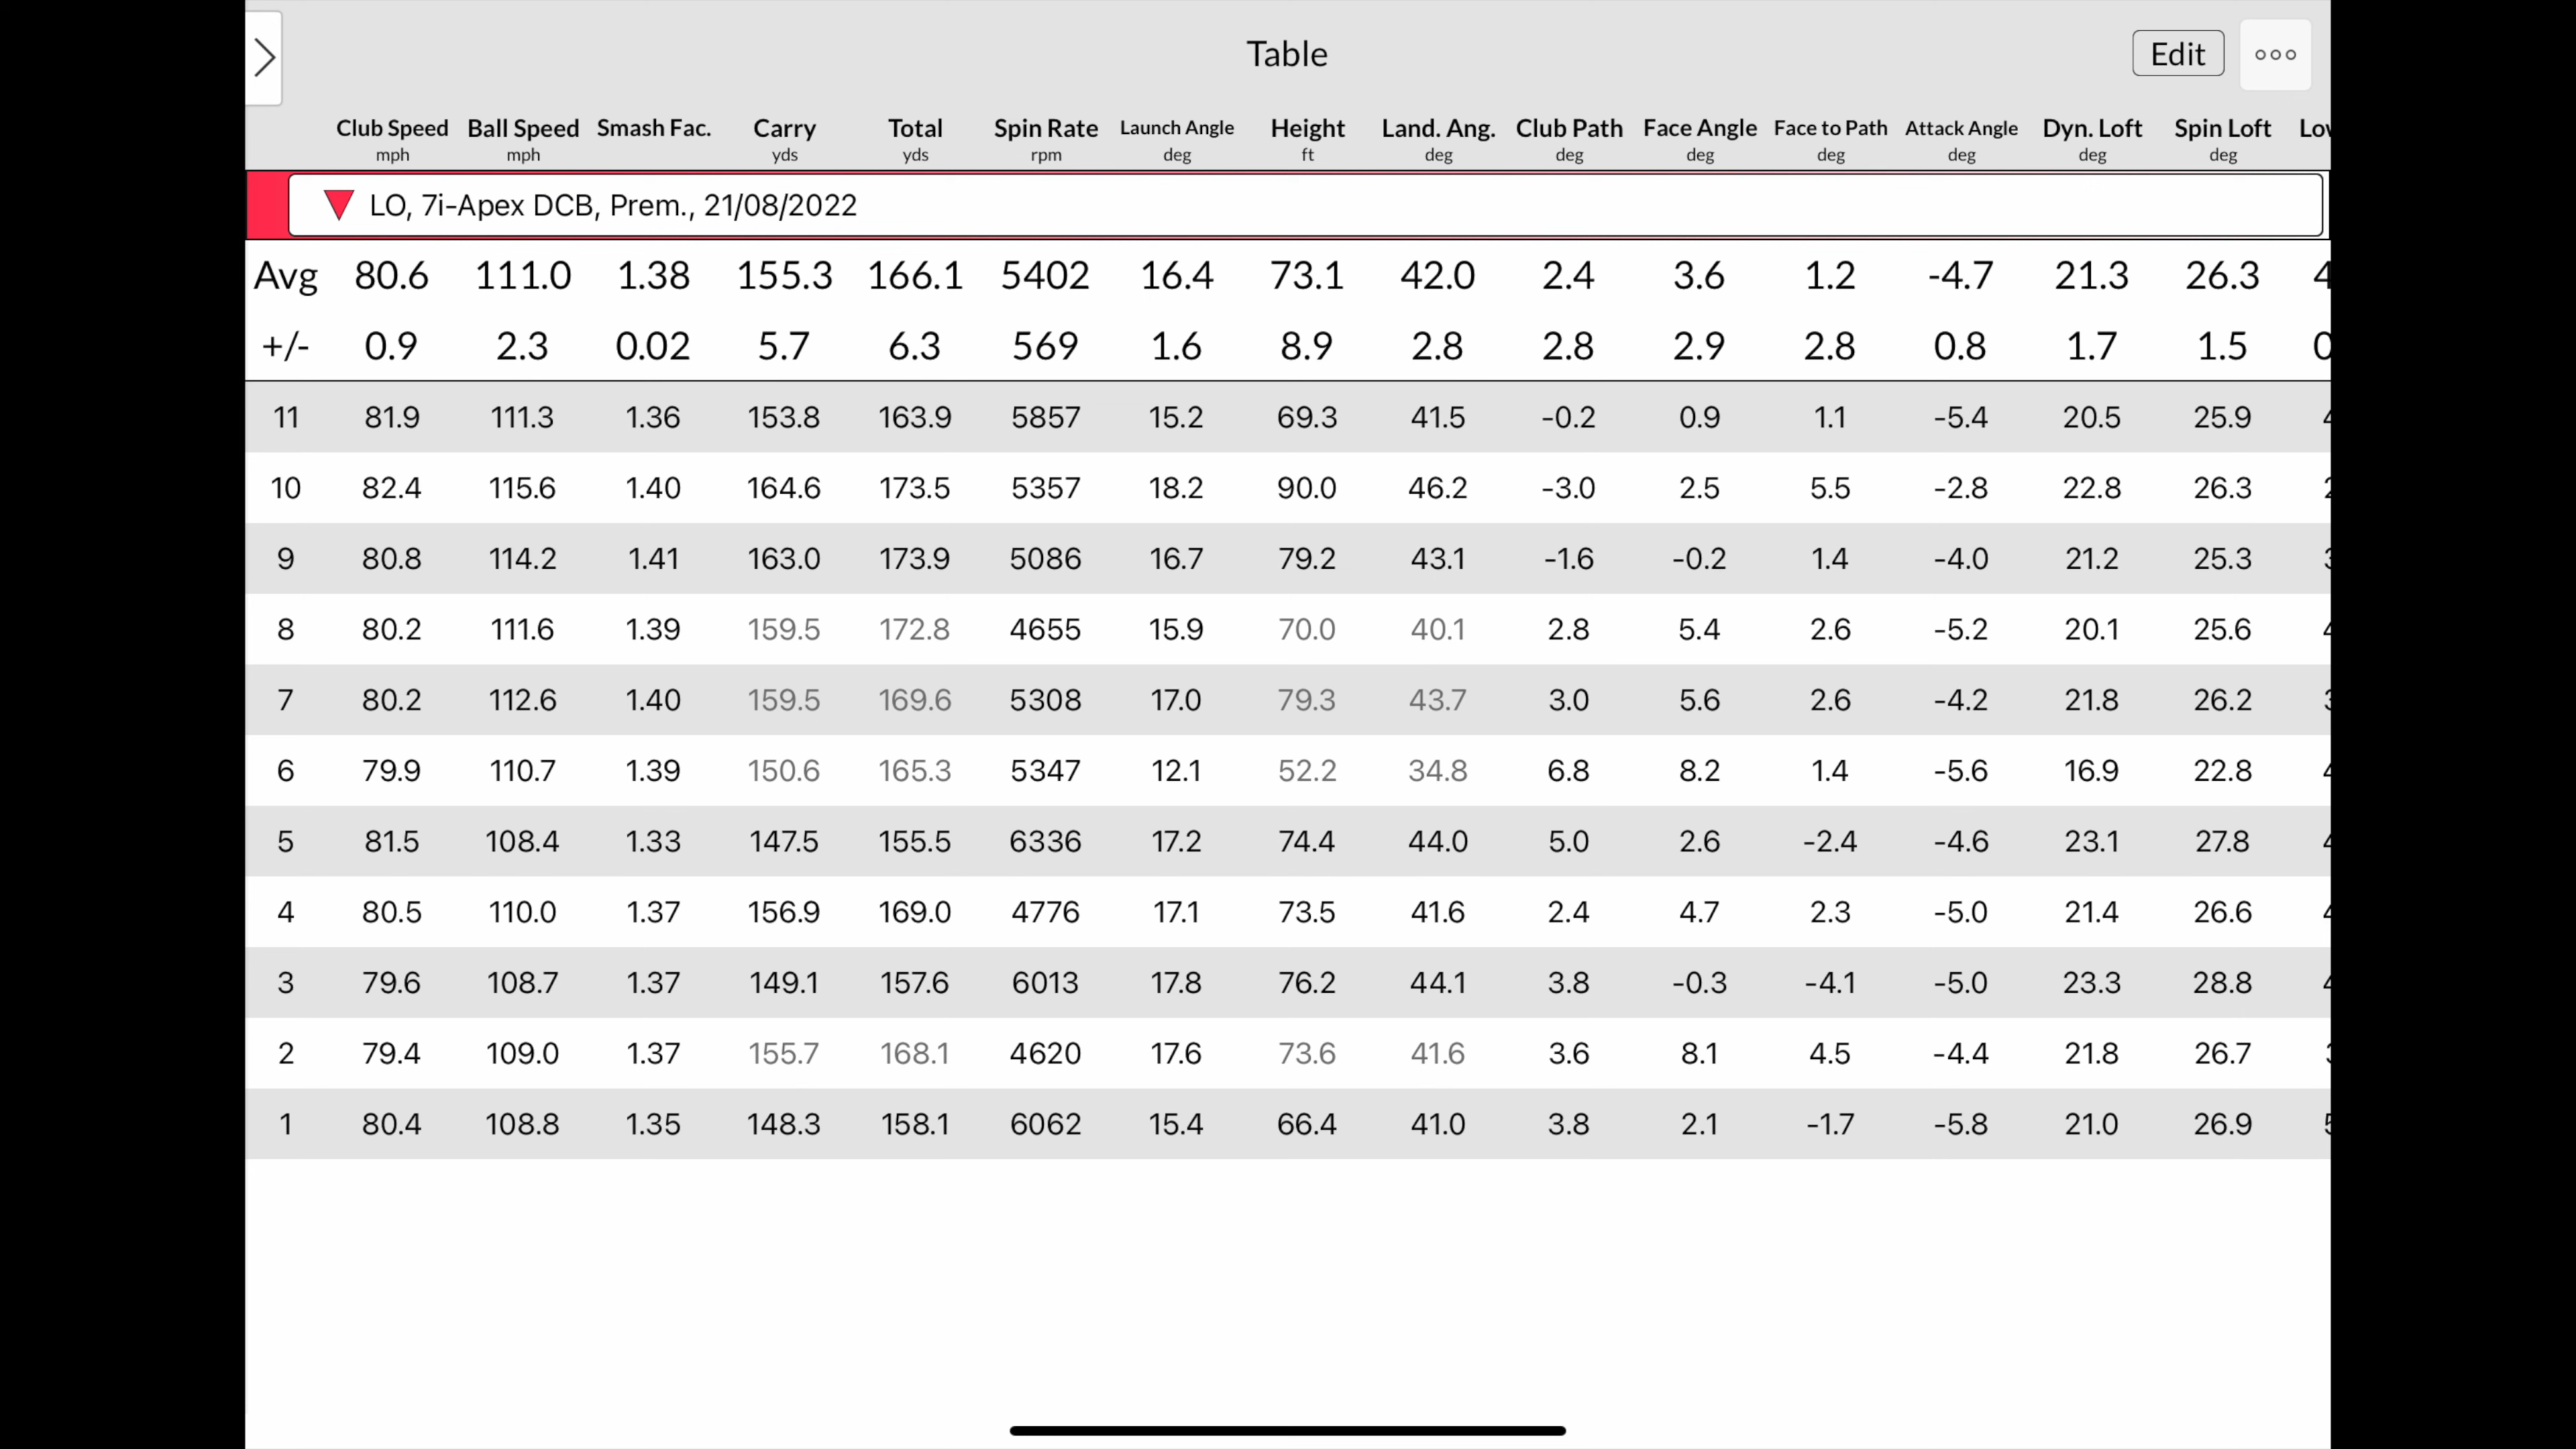 Table
Edit
Club Speed Ball Speed Smash Fac. Carry Total Spin Rate Launch Angle Height Land. Ang. Club Path Face Angle Face to Path Attack Angle Dyn. Loft Spin Loft
mph mph yds yds rpm deg ft deg deg deg deg deg deg deg
LO, 7i-Apex DCB, Prem., 21/08/2022
Avg 80.6 111.0 1.38 155.3 166.1 5402 16.4 73.1 42.0 2.4 3.6 1.2 -4.7 21.3 26.3
+/- 0.9 2.3 0.02 5.7 6.3 569 1.6 8.9 2.8 2.8 2.9 2.8 0.8 1.7 1.5
11 81.9 111.3 1.36 153.8 163.9 5857 15.2 69.3 41.5 -0.2 0.9 1.1 -5.4 20.5 25.9
10 82.4 115.6 1.40 164.6 173.5 5357 18.2 90.0 46.2 -3.0 2.5 5.5 -2.8 22.8 26.3
9 80.8 114.2 1.41 163.0 173.9 5086 16.7 79.2 43.1 -1.6 -0.2 1.4 -4.0 21.2 25.3
8 80.2 111.6 1.39 159.5 172.8 4655 15.9 70.0 40.1 2.8 5.4 2.6 -5.2 20.1 25.6
7 80.2 112.6 1.40 159.5 169.6 5308 17.0 79.3 43.7 3.0 5.6 2.6 -4.2 21.8 26.2
6 79.9 110.7 1.39 150.6 165.3 5347 12.1 52.2 34.8 6.8 8.2 1.4 -5.6 16.9 22.8
5 81.5 108.4 1.33 147.5 155.5 6336 17.2 74.4 44.0 5.0 2.6 -2.4 -4.6 23.1 27.8
4 80.5 110.0 1.37 156.9 169.0 4776 17.1 73.5 41.6 2.4 4.7 2.3 -5.0 21.4 26.6
3 79.6 108.7 1.37 149.1 157.6 6013 17.8 76.2 44.1 3.8 -0.3 -4.1 -5.0 23.3 28.8
2 79.4 109.0 1.37 155.7 168.1 4620 17.6 73.6 41.6 3.6 8.1 4.5 -4.4 21.8 26.7
1 80.4 108.8 1.35 148.3 158.1 6062 15.4 66.4 41.0 3.8 2.1 -1.7 -5.8 21.0 26.9